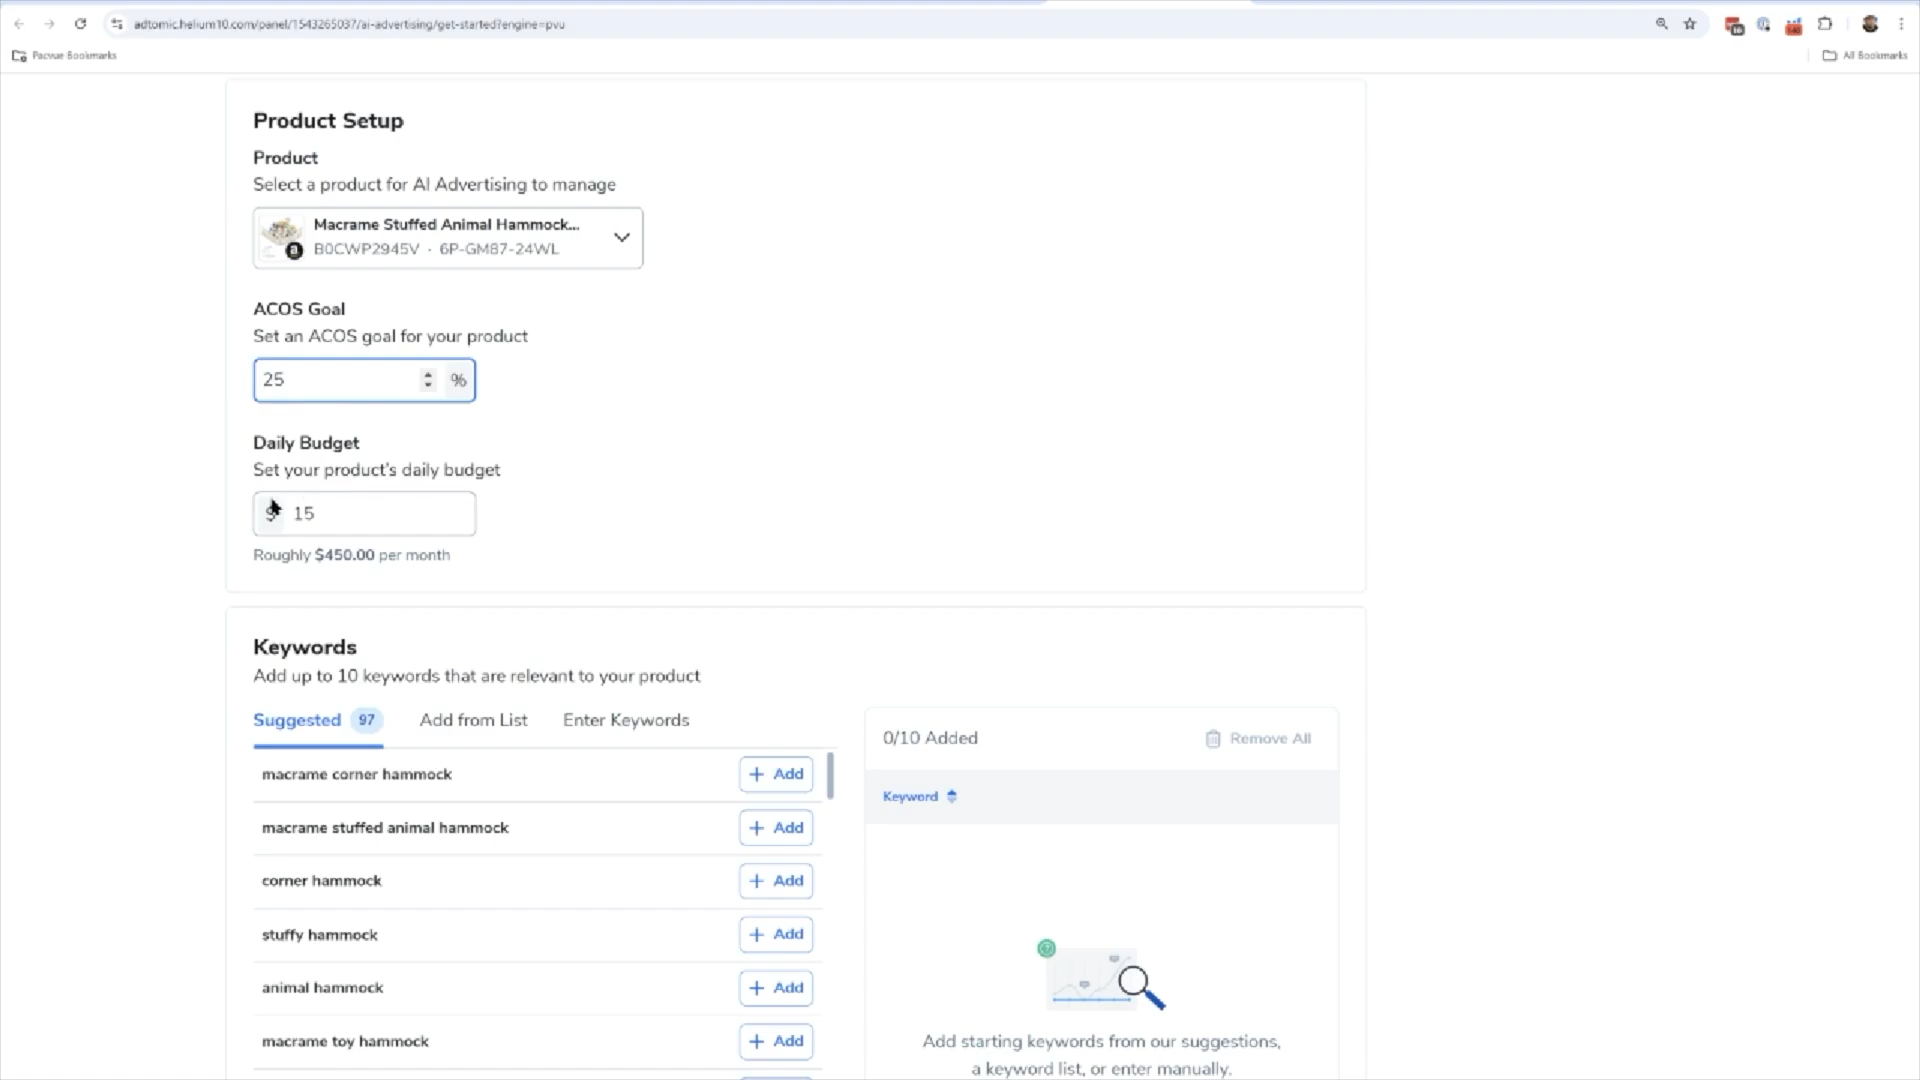 adtomic.helium10.com/panel/1543265037/ai-advertising/get-started?engine=pvu
Pacvue Bookmarks
All Bookmarks
Product Setup
Product
Select a product for AI Advertising to manage
Macrame Stuffed Animal Hammock...
B0CWP2945V · 6P-GM87-24WL
ACOS Goal
Set an ACOS goal for your product
25 %
Daily Budget
Set your product's daily budget
$ 15
Roughly $450.00 per month
Keywords
Add up to 10 keywords that are relevant to your product
Suggested 97 Add from List Enter Keywords
0/10 Added Remove All
Keyword
macrame corner hammock + Add
macrame stuffed animal hammock + Add
corner hammock + Add
stuffy hammock + Add
animal hammock + Add
macrame toy hammock + Add
Add starting keywords from our suggestions,
a keyword list, or enter manually.